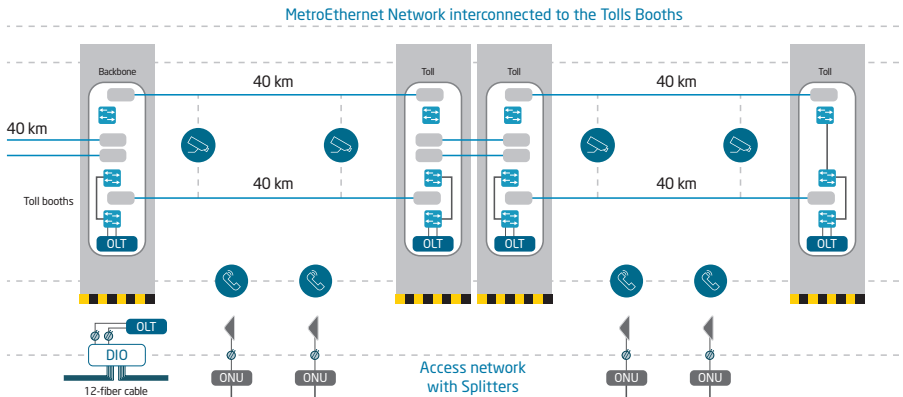 MetroEthernet Network interconnected to the Tolls Booths
Backbone
Toll
Toll
Toll
40 km
40 km
40 km
40 km
40 km
Toll booths
OLT
OLT
OLT
OLT
OLT
DIO
12-fiber cable
ONU
ONU
Access network
with Splitters
ONU
ONU